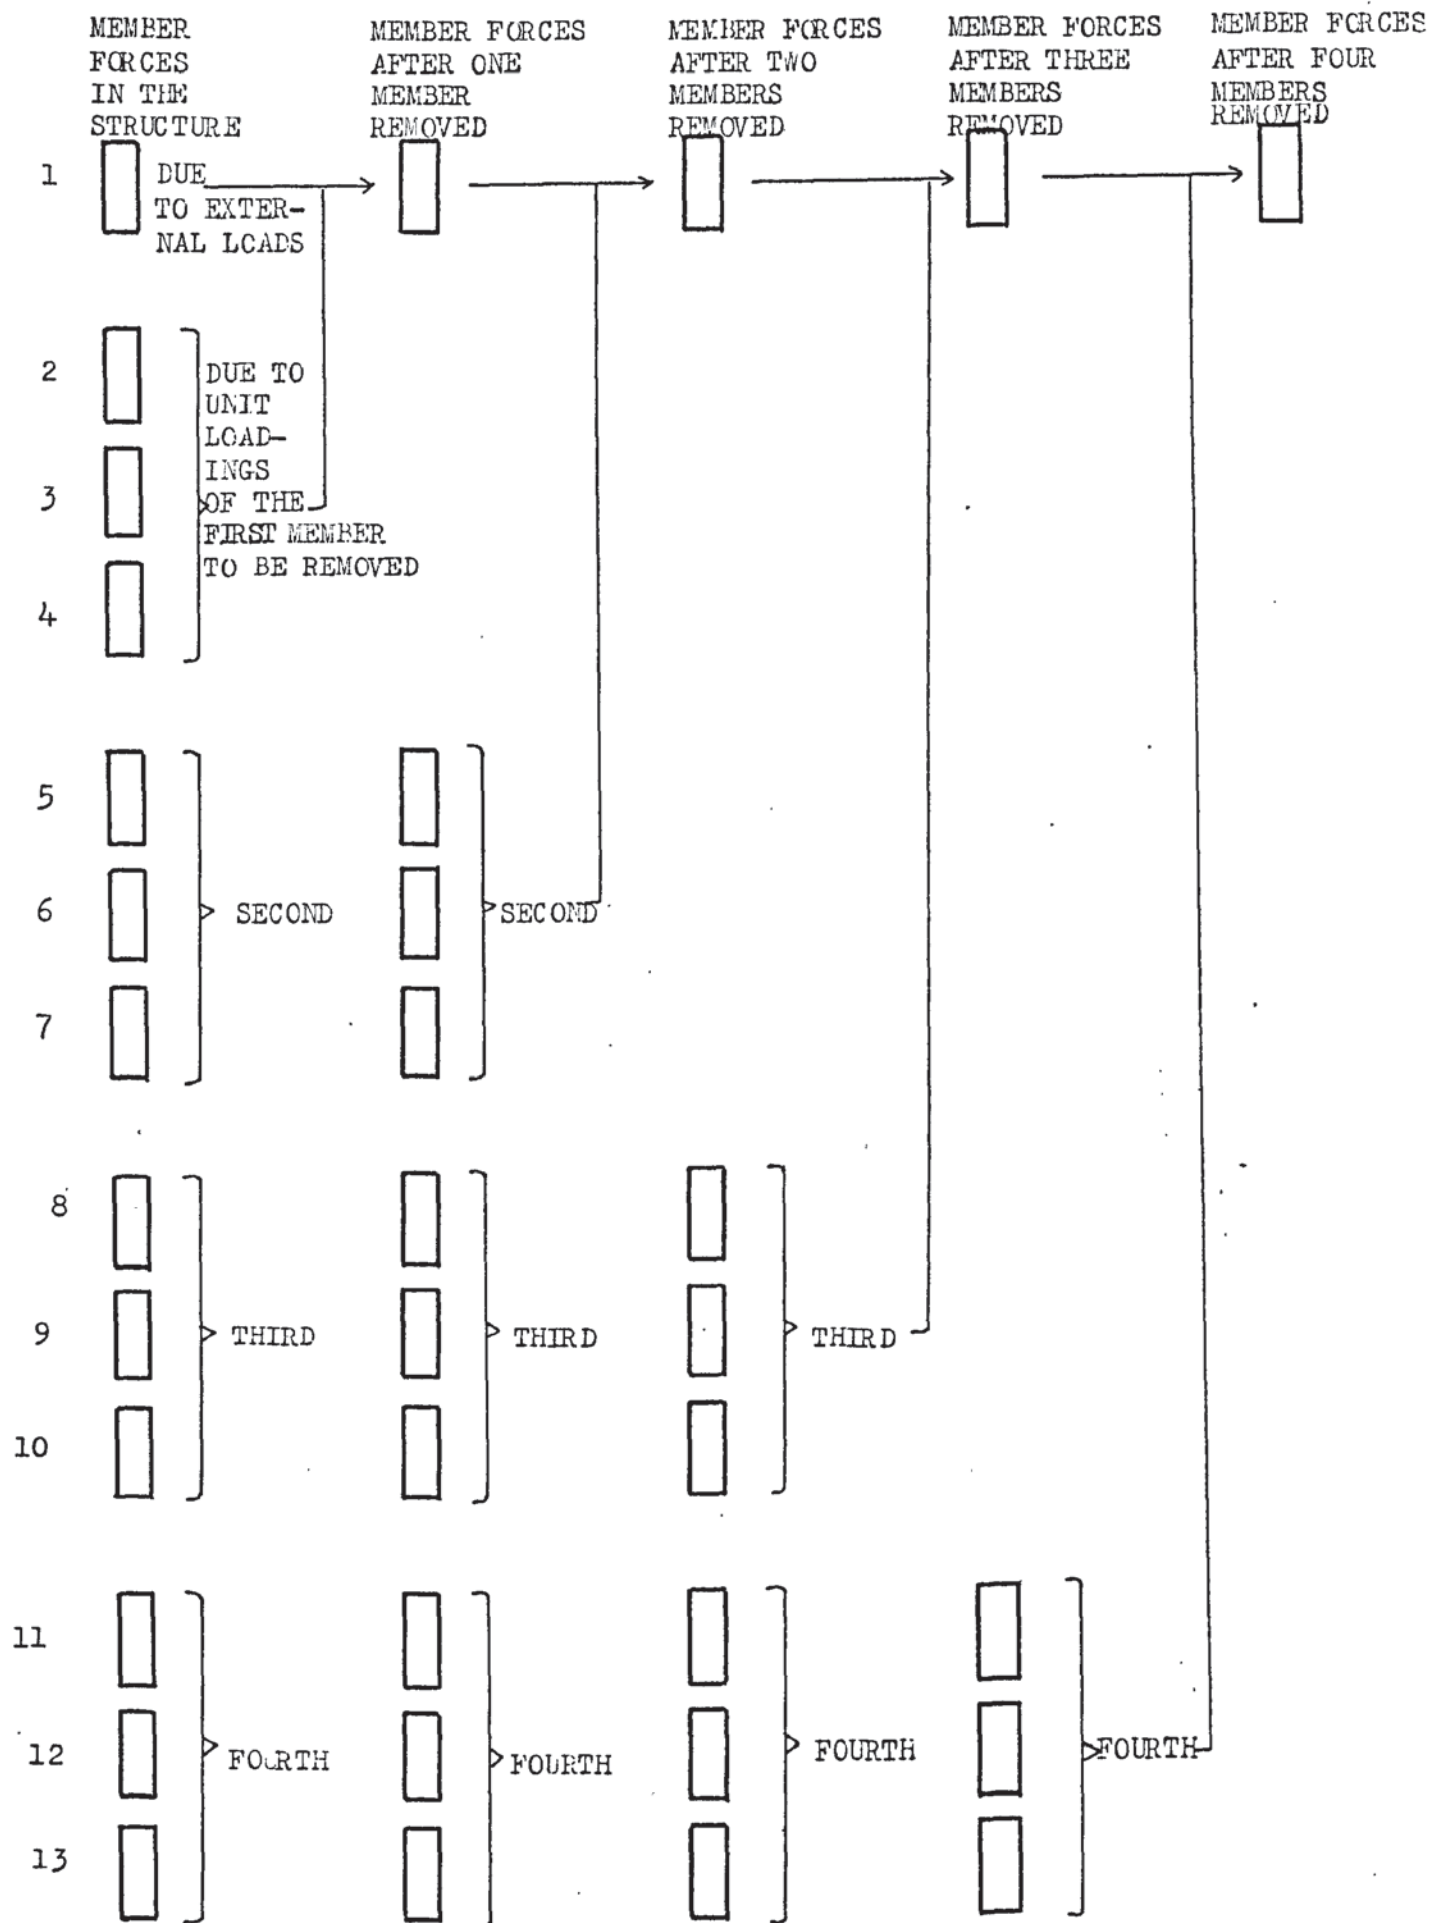 MEMBER
FORCES
IN THE
STRUCTURE
MEMBER FORCES
AFTER ONE
MEMBER
REMOVED
MEMBER FORCES
AFTER TWO
MEMBERS
REMOVED
MEMBER FORCES
AFTER THREE
MEMBERS
REMOVED
MEMBER FORCES
AFTER FOUR
MEMBERS
REMOVED
1
DUE
TO EXTER-
NAL LOADS
2
DUE TO
UNIT
LOAD-
INGS
3
OF THE
FIRST MEMBER
TO BE REMOVED
4
5
6
SECOND
SECOND
7
8
9
THIRD
THIRD
THIRD
10
11
12
FOURTH
FOURTH
FOURTH
FOURTH
13